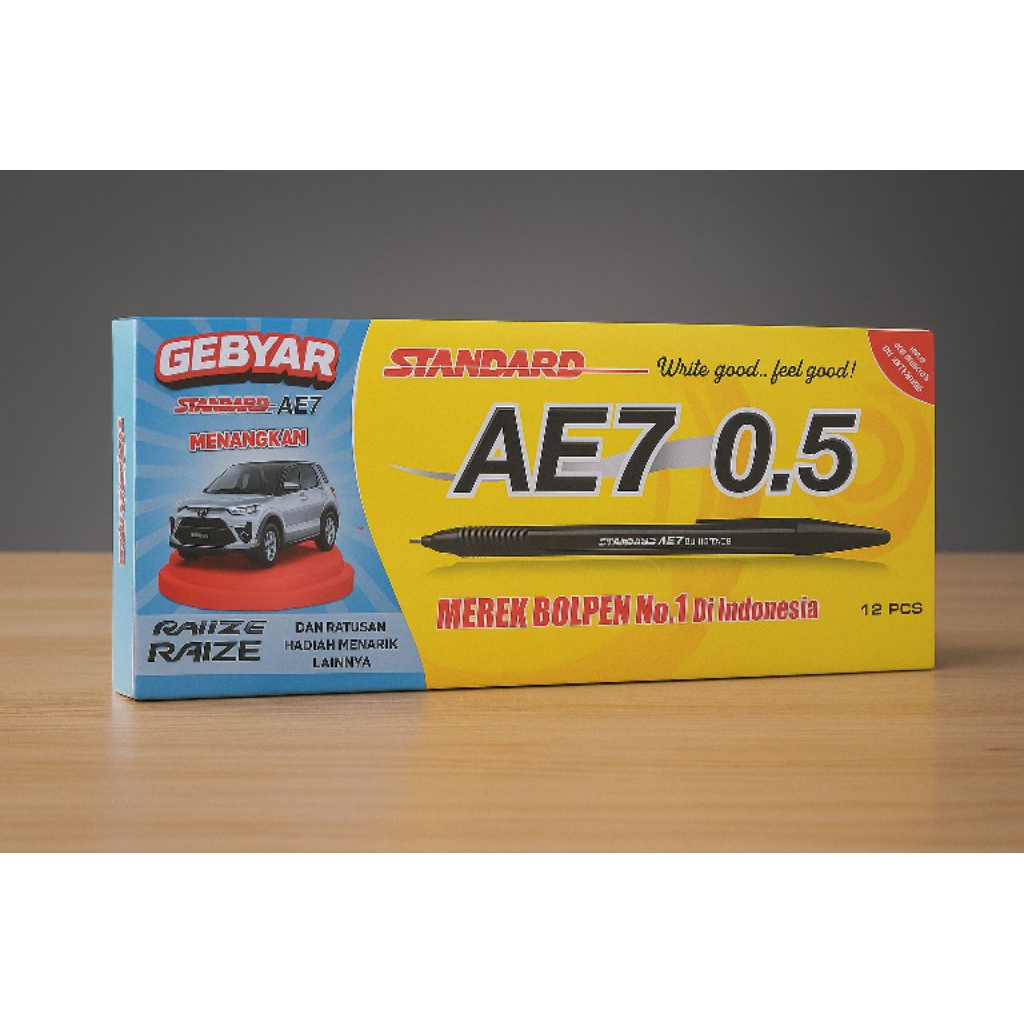 GEBYAR
STANDARD-AE7
MENANGKAN
RAIIZE
RAIZE
DAN RATUSAN
HADIAH MENARIK
LAINNYA
STANDARD
Write good.. feel good!
AE7 0.5
STANDARD AE7
MEREK BOLPEN No.1 Di Indonesia
12 PCS